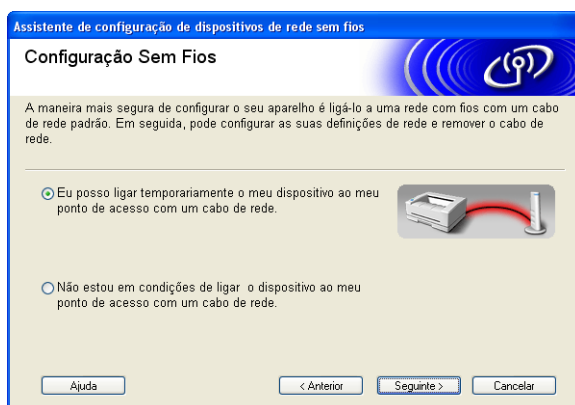 Assistente de configuração de dispositivos de rede sem fios
Configuração Sem Fios
A maneira mais segura de configurar o seu aparelho é ligá-lo a uma rede com fios com um cabo
de rede padrão. Em seguida, pode configurar as suas definições de rede e remover o cabo de
rede.
Eu posso ligar temporariamente o meu dispositivo ao meu
ponto de acesso com um cabo de rede.
Não estou em condições de ligar o dispositivo ao meu
ponto de acesso com um cabo de rede.
Ajuda
< Anterior
Seguinte >
Cancelar